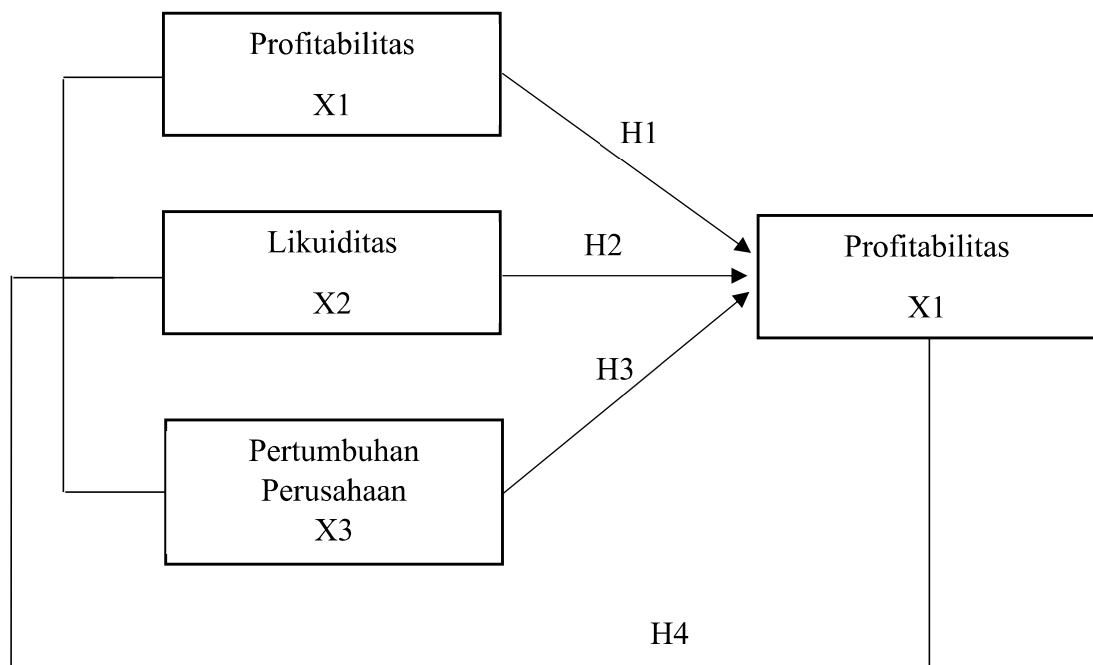 Profitabilitas
X1
H1
Likuiditas
X2
H2
Profitabilitas
X1
H3
Pertumbuhan
Perusahaan
X3
H4